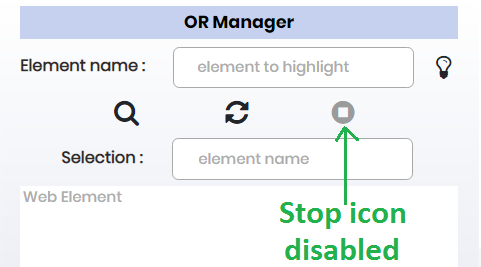 OR Manager
Element name :
element to highlight
Selection :
element name
Web Element
Stop icon
disabled